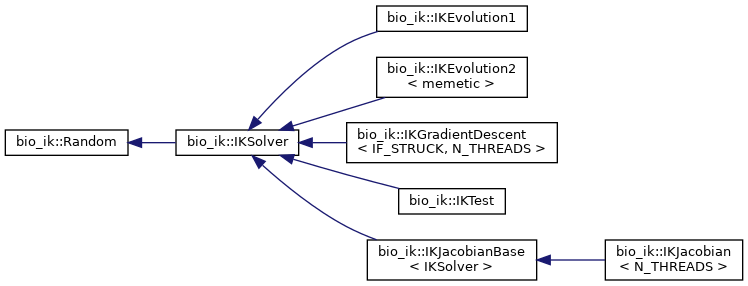 bio_ik::Random
bio_ik::IKSolver
bio_ik::IKEvolution1
bio_ik::IKEvolution2
< memetic >
bio_ik::IKGradientDescent
< IF_STRUCK, N_THREADS >
bio_ik::IKTest
bio_ik::IKJacobianBase
< IKSolver >
bio_ik::IKJacobian
< N_THREADS >